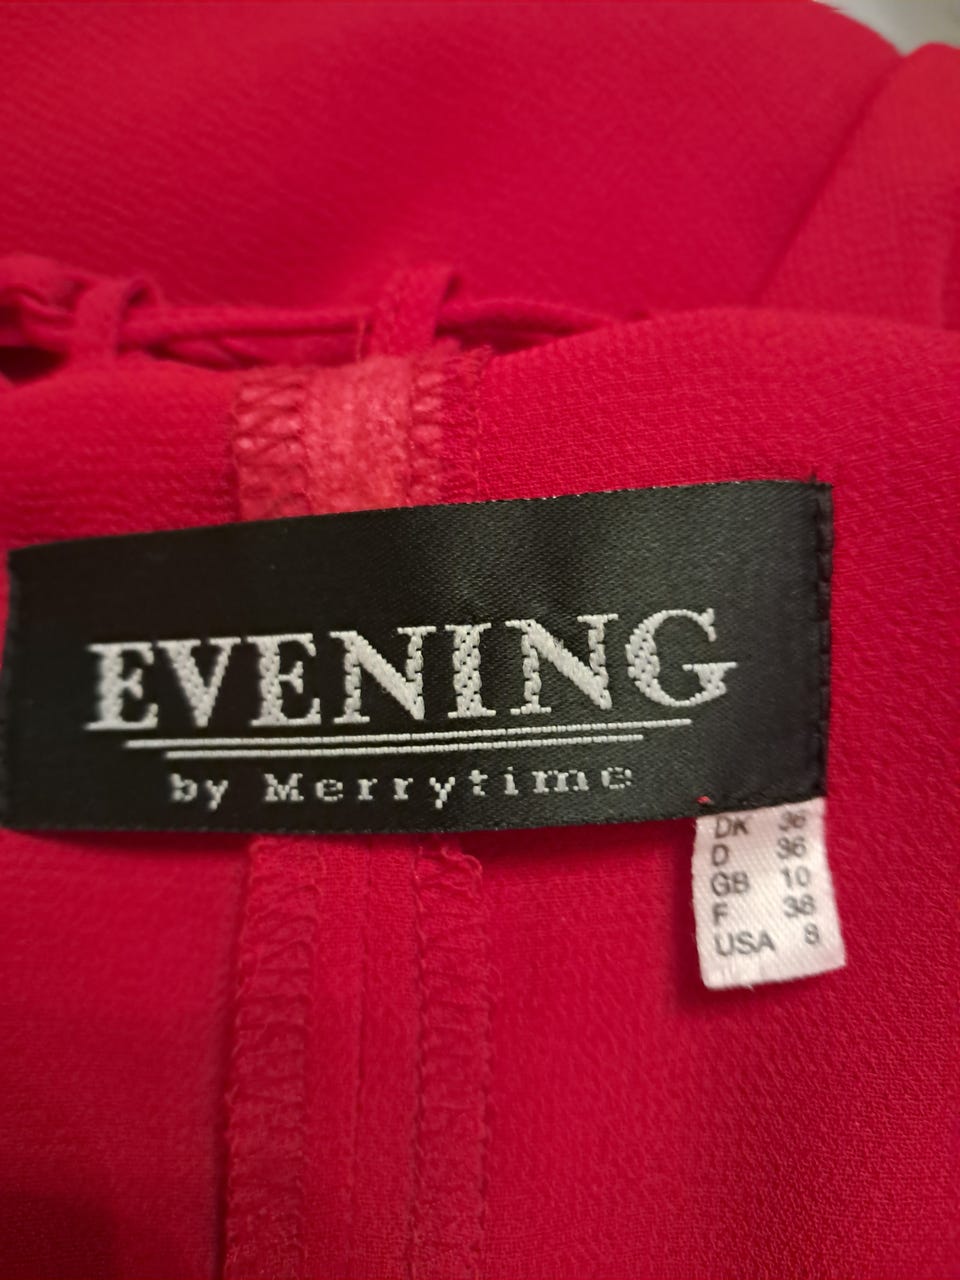 EVENING
by Merrytime
DK 36
D 36
GB 10
F 38
USA 8